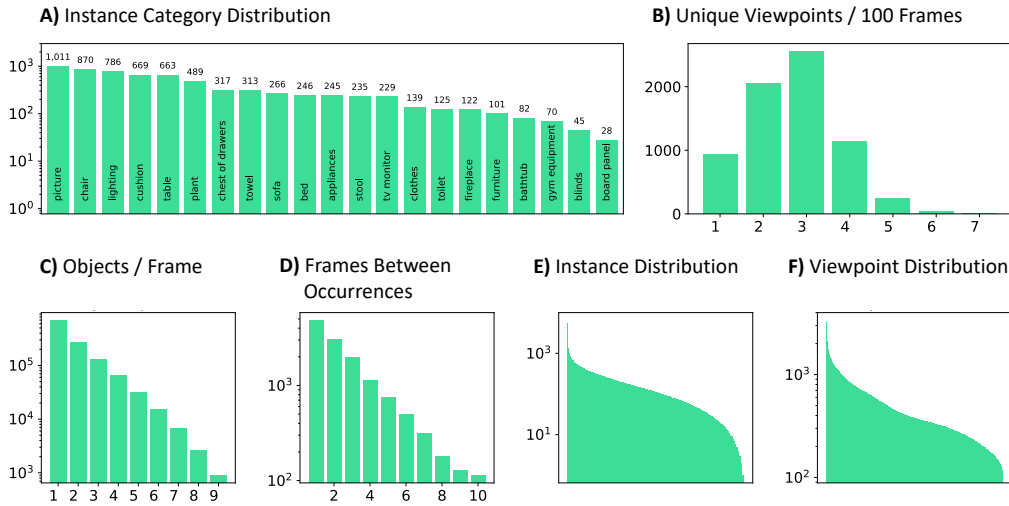 A) Instance Category Distribution
10³
10²
10¹
10⁰
1,011
870
786
669
663
489
317
313
266
246
245
235
229
139
125
122
101
82
70
45
28
picture
chair
lighting
cushion
table
plant
chest of drawers
towel
sofa
bed
appliances
stool
tv monitor
clothes
toilet
fireplace
furniture
bathtub
gym equipment
blinds
board panel
B) Unique Viewpoints / 100 Frames
2000
1000
0
1 2 3 4 5 6 7
C) Objects / Frame
10⁵
10⁴
10³
1 2 3 4 5 6 7 8 9
D) Frames Between
Occurrences
10³
10²
2 4 6 8 10
E) Instance Distribution
10³
10¹
F) Viewpoint Distribution
10³
10²